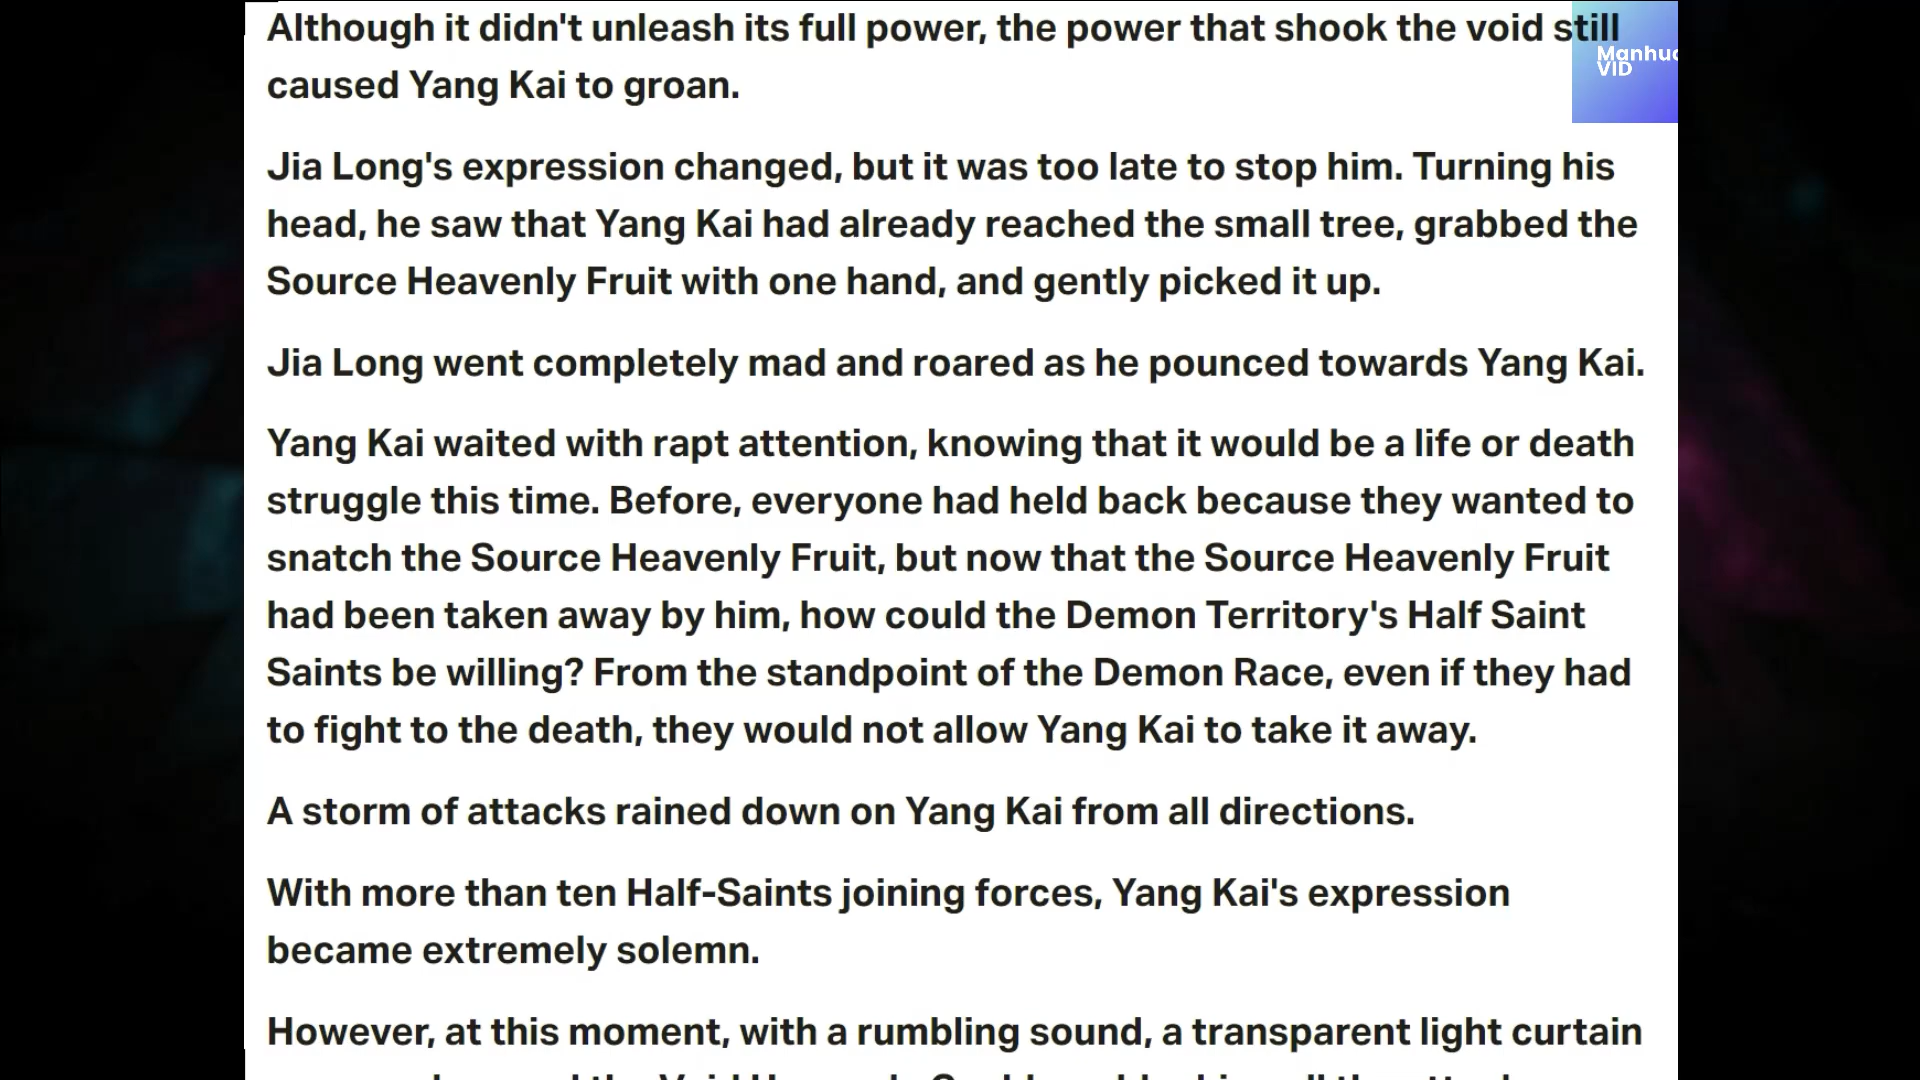 Although it didn't unleash its full power, the power that shook the void still
caused Yang Kai to groan.
Manhua
VID
Jia Long's expression changed, but it was too late to stop him. Turning his
head, he saw that Yang Kai had already reached the small tree, grabbed the
Source Heavenly Fruit with one hand, and gently picked it up.
Jia Long went completely mad and roared as he pounced towards Yang Kai.
Yang Kai waited with rapt attention, knowing that it would be a life or death
struggle this time. Before, everyone had held back because they wanted to
snatch the Source Heavenly Fruit, but now that the Source Heavenly Fruit
had been taken away by him, how could the Demon Territory's Half Saint
Saints be willing? From the standpoint of the Demon Race, even if they had
to fight to the death, they would not allow Yang Kai to take it away.
A storm of attacks rained down on Yang Kai from all directions.
With more than ten Half-Saints joining forces, Yang Kai's expression
became extremely solemn.
However, at this moment, with a rumbling sound, a transparent light curtain